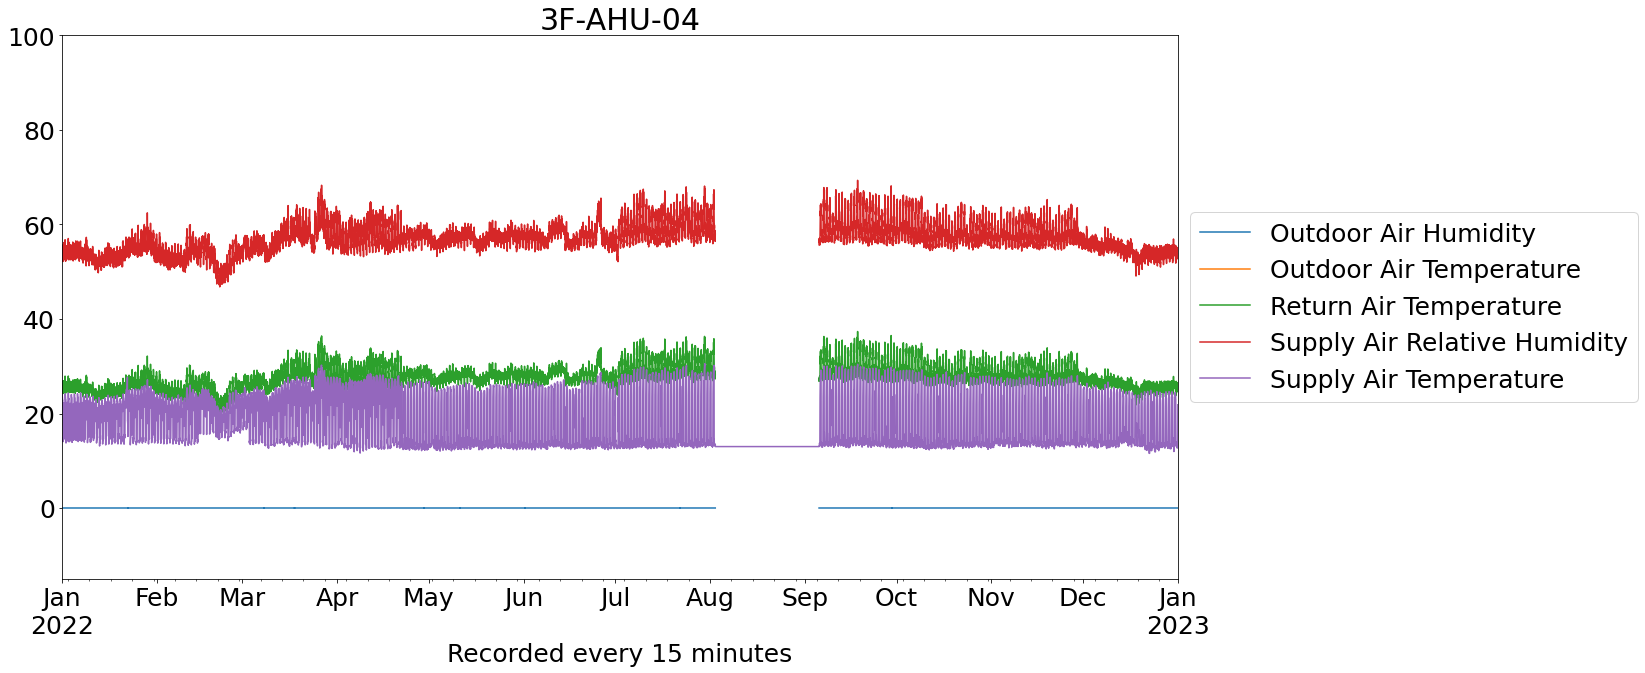 3F-AHU-04
100
80
60
40
20
0
Jan Feb Mar Apr May Jun Jul Aug Sep Oct Nov Dec Jan
2022 2023
Recorded every 15 minutes
Outdoor Air Humidity
Outdoor Air Temperature
Return Air Temperature
Supply Air Relative Humidity
Supply Air Temperature